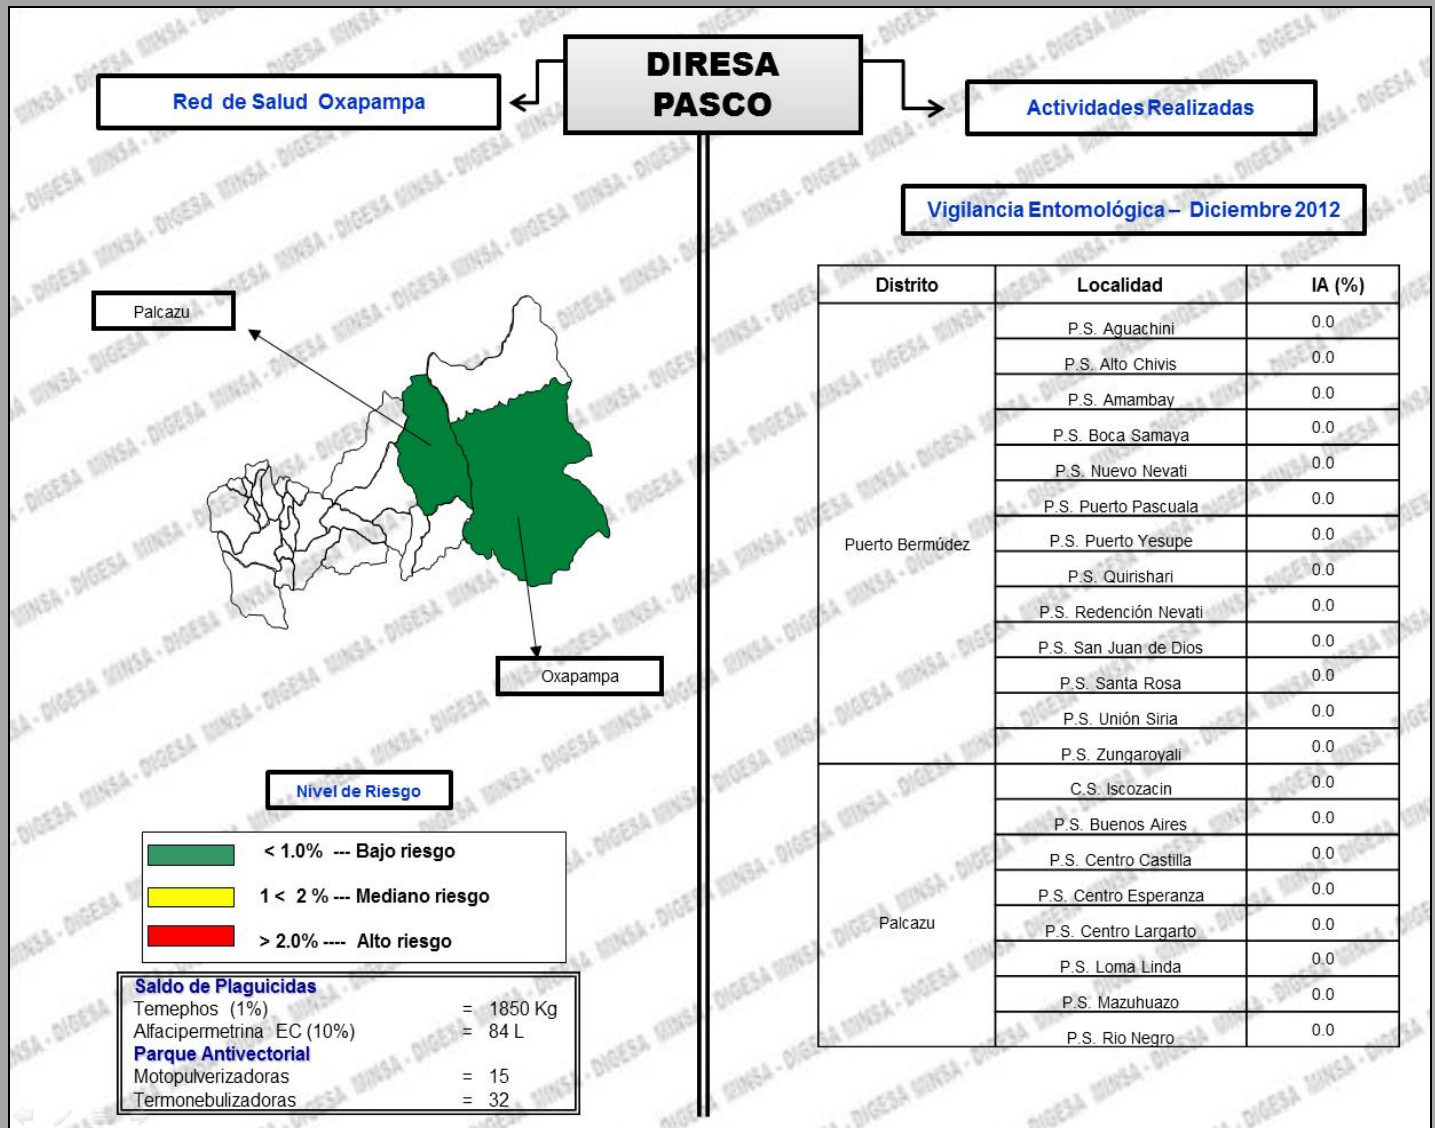 DIRESA
PASCO
Red de Salud Oxapampa
Actividades Realizadas
Vigilancia Entomológica – Diciembre 2012
Palcazu
Oxapampa
Nivel de Riesgo
< 1.0% --- Bajo riesgo
1 < 2 % --- Mediano riesgo
> 2.0% ---- Alto riesgo
Saldo de Plaguicidas
Temephos (1%) = 1850 Kg
Alfacipermetrina EC (10%) = 84 L
Parque Antivectorial
Motopulverizadoras = 15
Termonebulizadoras = 32
Distrito Localidad IA (%)
Puerto Bermúdez
P.S. Aguachini 0.0
P.S. Alto Chivis 0.0
P.S. Amambay 0.0
P.S. Boca Samaya 0.0
P.S. Nuevo Nevati 0.0
P.S. Puerto Pascuala 0.0
P.S. Puerto Yesupe 0.0
P.S. Quirishari 0.0
P.S. Redención Nevati 0.0
P.S. San Juan de Dios 0.0
P.S. Santa Rosa 0.0
P.S. Unión Siria 0.0
P.S. Zungaroyali 0.0
Palcazu
C.S. Iscozacin 0.0
P.S. Buenos Aires 0.0
P.S. Centro Castilla 0.0
P.S. Centro Esperanza 0.0
P.S. Centro Largarto 0.0
P.S. Loma Linda 0.0
P.S. Mazuhuazo 0.0
P.S. Rio Negro 0.0
MINSA - DIGESA